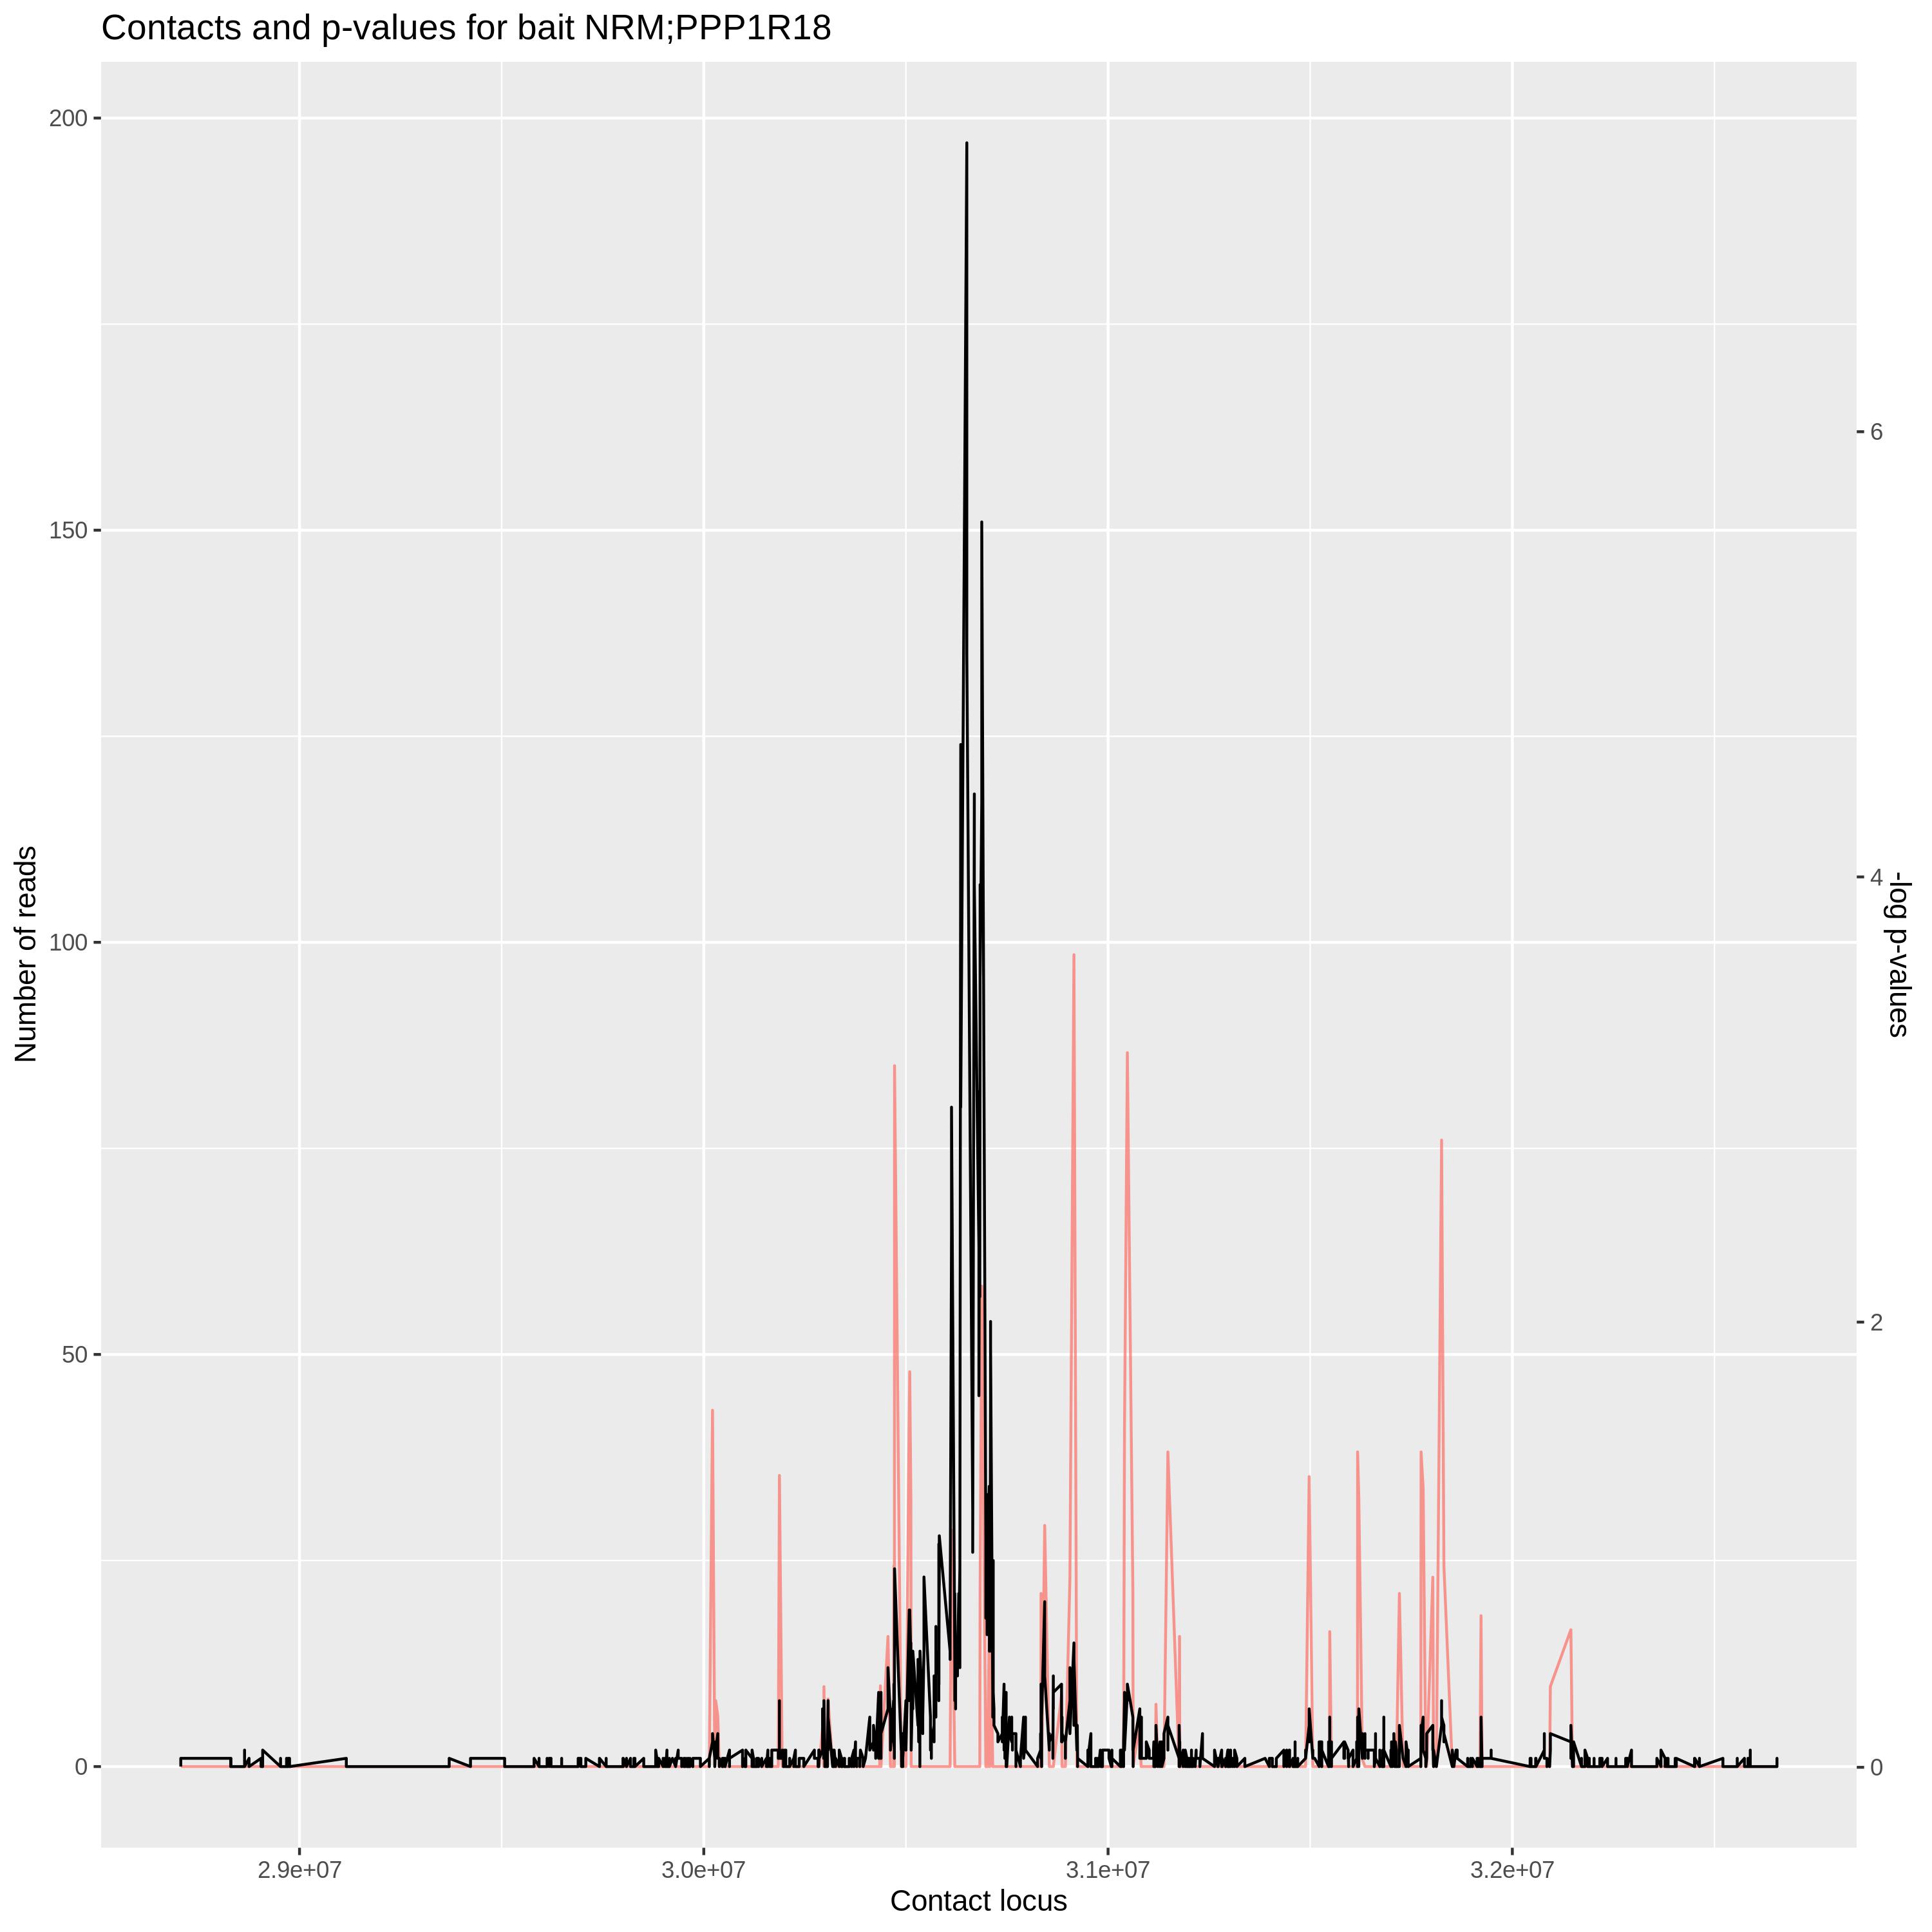 Contacts and p-values for bait NRM;PPP1R18
200
150
100
50
0
Number of reads
6
4
2
0
-log p-values
2.9e+07
3.0e+07
3.1e+07
3.2e+07
Contact locus